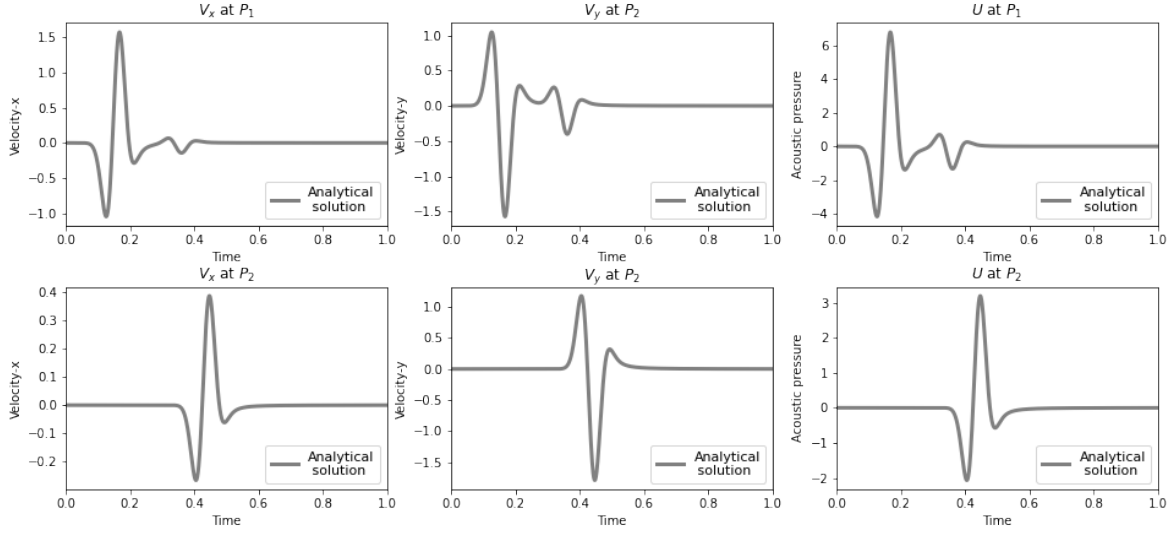 V_x at P_1
Velocity-x
1.5
1.0
0.5
0.0
−0.5
−1.0
0.0 0.2 0.4 0.6 0.8 1.0
Time
Analytical
solution
V_y at P_2
Velocity-y
1.0
0.5
0.0
−0.5
−1.0
−1.5
0.0 0.2 0.4 0.6 0.8 1.0
Time
Analytical
solution
U at P_1
Acoustic pressure
6
4
2
0
−2
−4
0.0 0.2 0.4 0.6 0.8 1.0
Time
Analytical
solution
V_x at P_2
Velocity-x
0.4
0.3
0.2
0.1
0.0
−0.1
−0.2
0.0 0.2 0.4 0.6 0.8 1.0
Time
Analytical
solution
V_y at P_2
Velocity-y
1.0
0.5
0.0
−0.5
−1.0
−1.5
0.0 0.2 0.4 0.6 0.8 1.0
Time
Analytical
solution
U at P_2
Acoustic pressure
3
2
1
0
−1
−2
0.0 0.2 0.4 0.6 0.8 1.0
Time
Analytical
solution